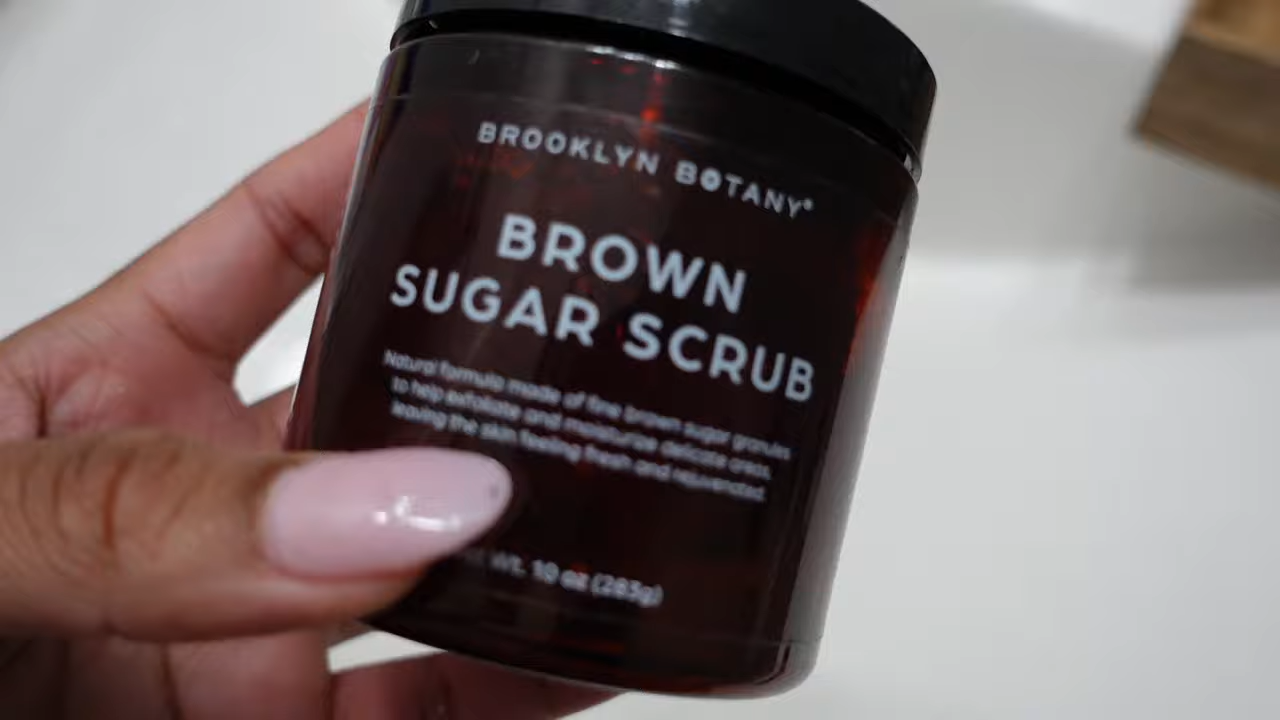 BROOKLYN BOTANY®
BROWN
SUGAR SCRUB
Natural formula made of fine brown sugar granules
to help exfoliate and moisturize delicate areas,
leaving the skin feeling fresh and rejuvenated.
Wt. 10 oz (283g)